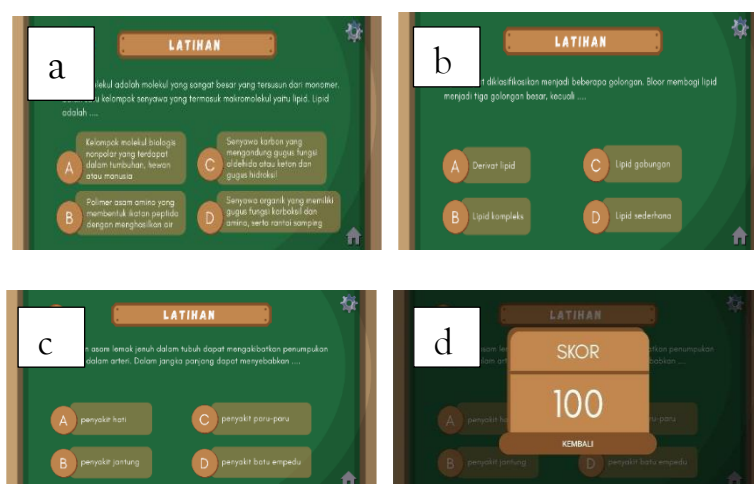 a
LATIHAN
lekul adalah molekul yang sangat besar yang tersusun dari monomer.
kelompok senyawa yang termasuk makromolekul yaitu lipid. Lipid
adalah ....
A
Kelompok molekul biologis
nonpolar yang terdapat
dalam tumbuhan, hewan
atau manusia
C
Senyawa karbon yang
mengandung gugus fungsi
aldehida atau keton dan
gugus hidroksil
B
Polimer asam amino yang
membentuk ikatan peptida
dengan menghasilkan air
D
Senyawa organik yang memiliki
gugus fungsi karboksil dan
amina, serta rantai samping
b
LATIHAN
diklasifikasikan menjadi beberapa golongan. Bloor membagi lipid
menjadi tiga golongan besar, kecuali ....
A
Derivat lipid
C
Lipid gabungan
B
Lipid kompleks
D
Lipid sederhana
c
LATIHAN
asam lemak jenuh dalam tubuh dapat mengakibatkan penumpukan
dalam arteri. Dalam jangka panjang dapat menyebabkan ....
A
penyakit hati
C
penyakit paru-paru
B
penyakit jantung
D
penyakit batu empedu
d
LATIHAN
SKOR
100
KEMBALI
A
B
penyakit jantung
D
penyakit batu empedu